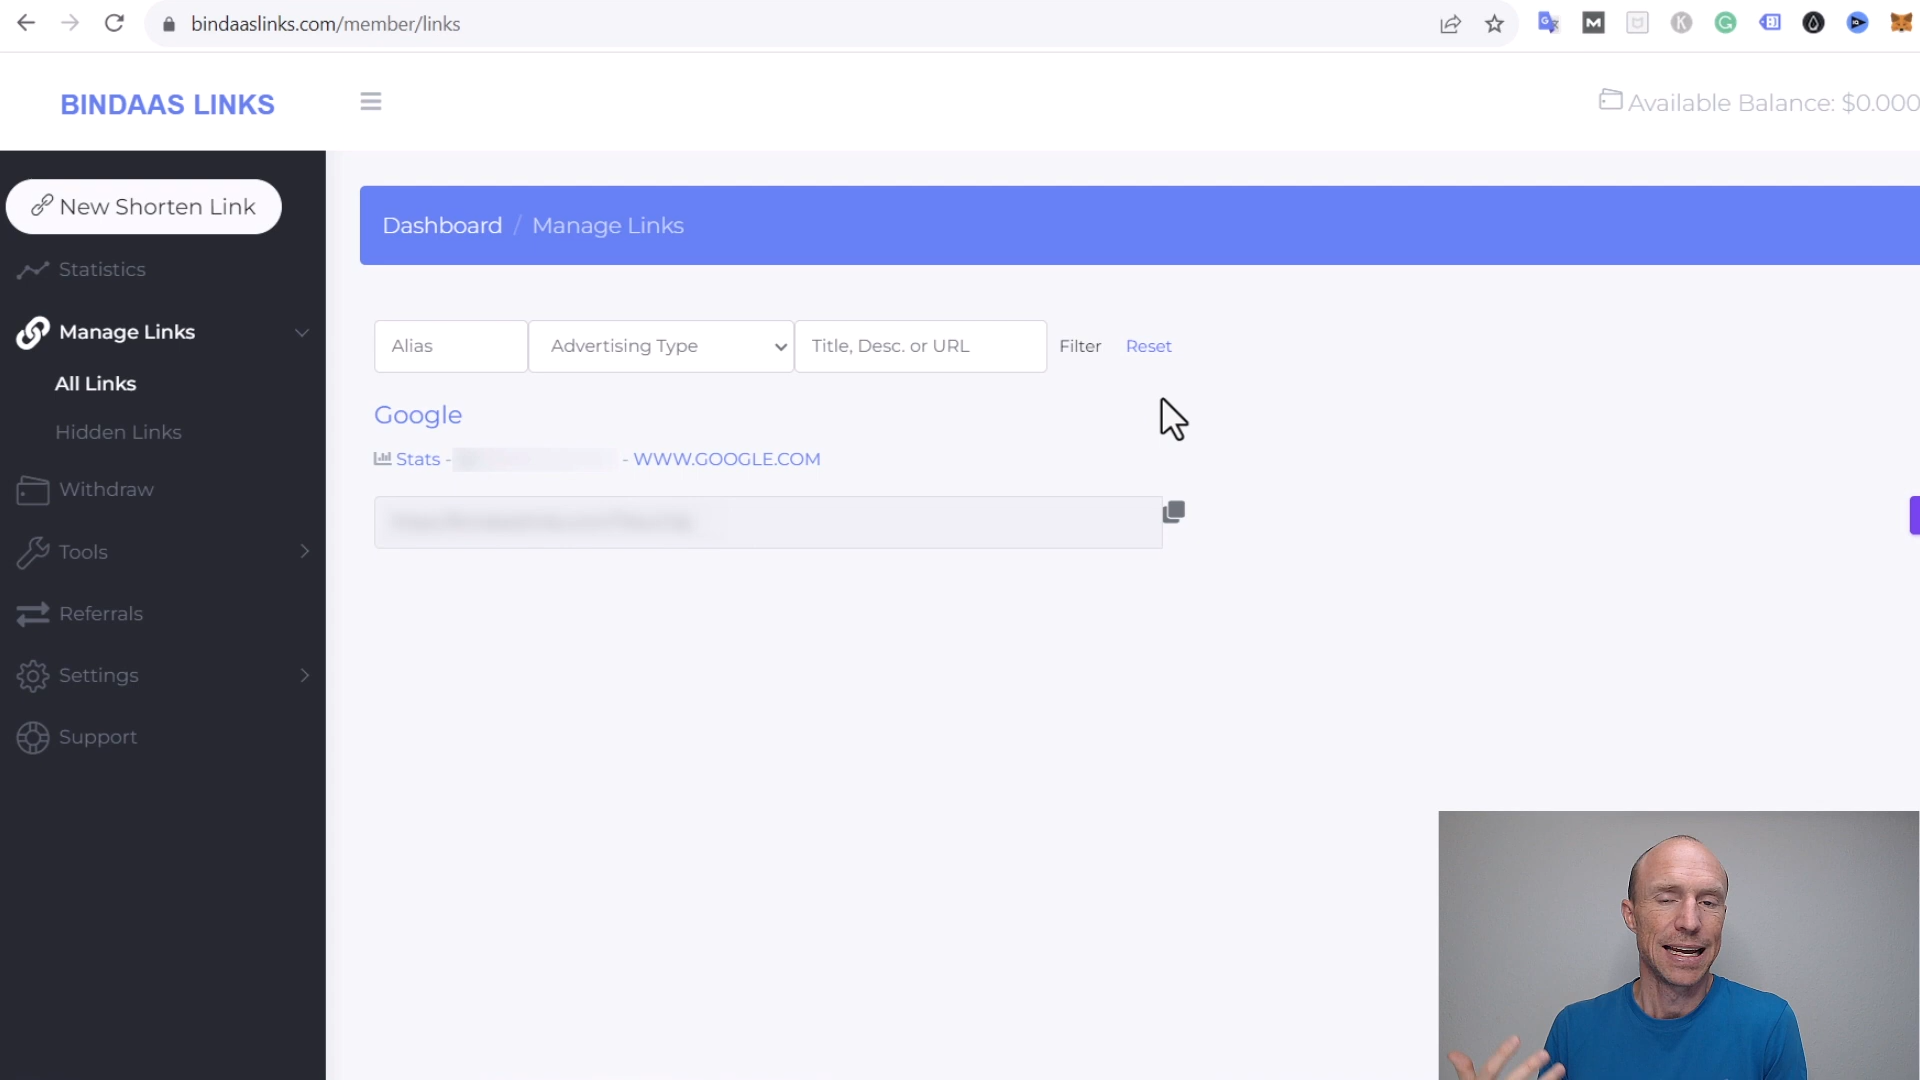 bindaaslinks.com/member/links
BINDAAS LINKS
Available Balance: $0.000
New Shorten Link
Dashboard / Manage Links
Statistics
Manage Links
Alias
Advertising Type
Title, Desc. or URL
Filter
Reset
All Links
Google
Hidden Links
Stats -
- WWW.GOOGLE.COM
Withdraw
Tools
Referrals
Settings
Support